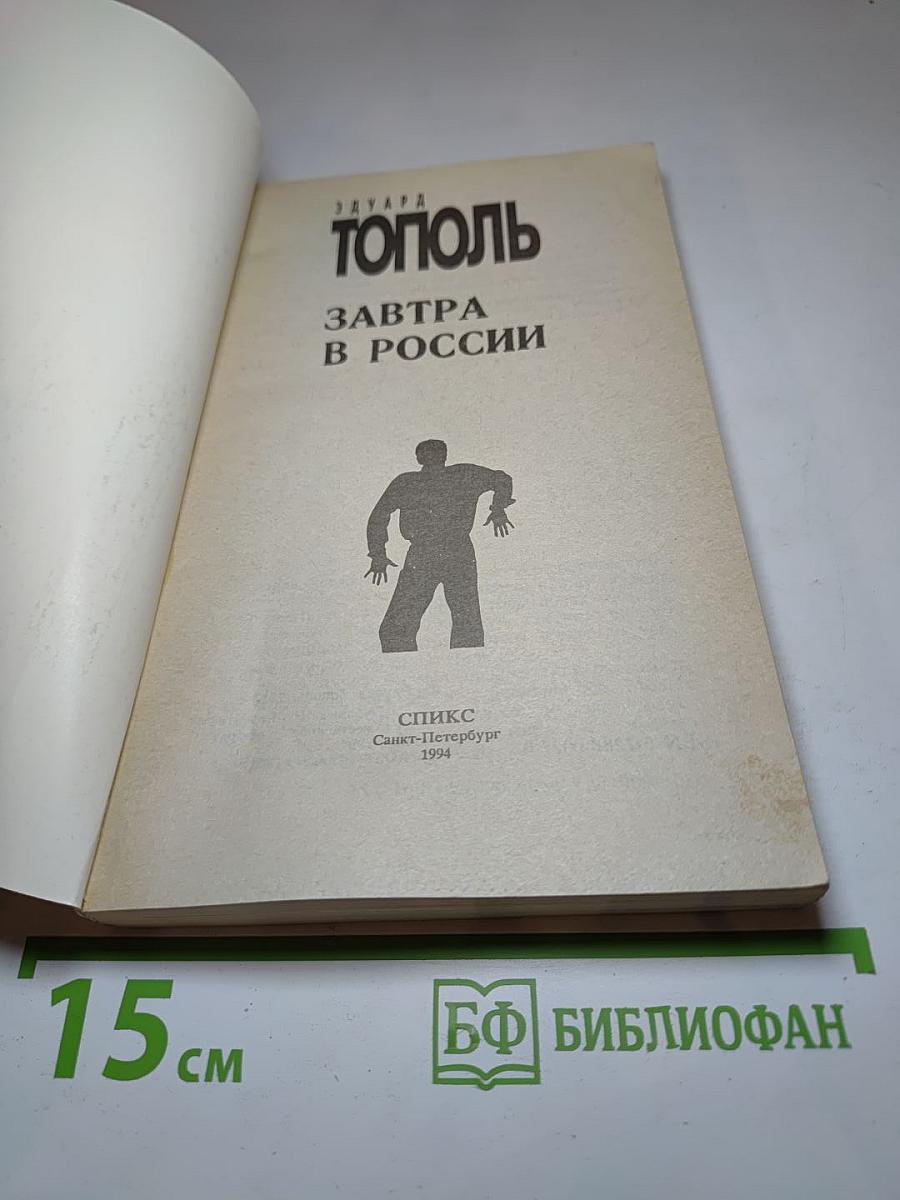 ЭДУАРД
ТОПОЛЬ
ЗАВТРА
В РОССИИ
СПИКС
Санкт-Петербург
1994
15 см
БФ БИБЛИОФАН